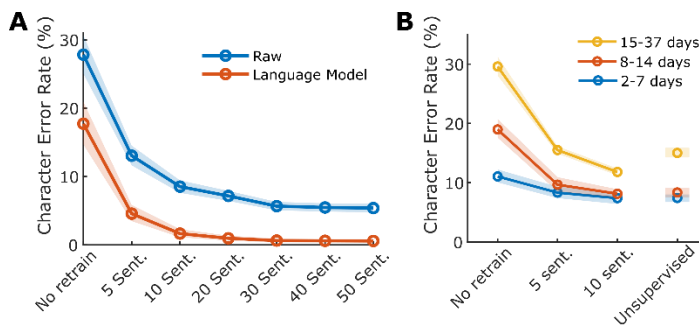 A
Character Error Rate (%)
30
20
10
0
Raw
Language Model
No retrain
5 Sent.
10 Sent.
20 Sent.
30 Sent.
40 Sent.
50 Sent.
B
Character Error Rate (%)
30
20
10
0
15-37 days
8-14 days
2-7 days
No retrain
5 sent.
10 sent.
Unsupervised